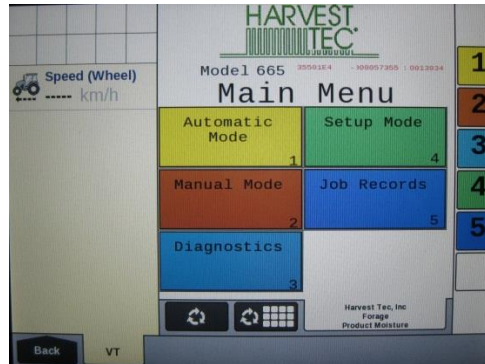 HARVEST
TEC
Model 665
Main Menu
Speed (Wheel)
----- km/h
Automatic
Mode
1
Setup Mode
4
Manual Mode
2
Job Records
5
Diagnostics
3
1
2
3
4
5
Harvest Tec, Inc
Forage
Product Moisture
Back
VT